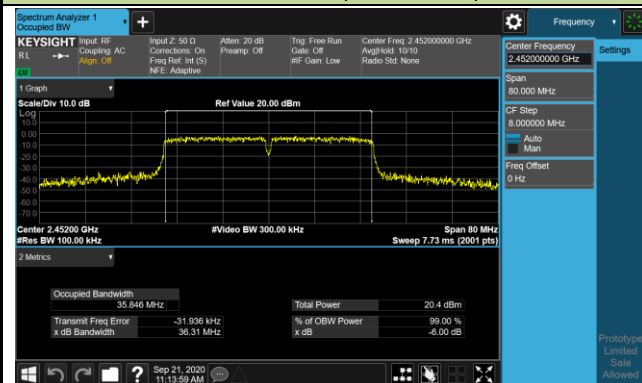 Spectrum Analyzer 1
Occupied BW
Frequency
KEYSIGHT
RL
LW
Input: RF
Coupling: AC
Align: Off
Input Z: 50 Ω
Corrections: On
Freq Ref: Int (S)
NFE: Adaptive
Atten: 20 dB
Preamp: Off
Trig: Free Run
Gate: Off
#IF Gain: Low
Center Freq: 2.452000000 GHz
Avg|Hold: 10/10
Radio Std: None
Center Frequency
2.452000000 GHz
Settings
Span
80.000 MHz
CF Step
8.000000 MHz
Auto
Man
Freq Offset
0 Hz
1 Graph
Scale/Div 10.0 dB
Ref Value 20.00 dBm
Log
10.0
0.00
-10.0
-20.0
-30.0
-40.0
-50.0
-60.0
-70.0
Center 2.45200 GHz
#Video BW 300.00 kHz
Span 80 MHz
#Res BW 100.00 kHz
Sweep 7.73 ms (2001 pts)
2 Metrics
Occupied Bandwidth
35.846 MHz
Total Power 20.4 dBm
Transmit Freq Error -31.936 kHz
% of OBW Power 99.00 %
x dB Bandwidth 36.31 MHz
x dB -6.00 dB
Prototype
Limited
Sale
Allowed
Sep 21, 2020
11:13:59 AM